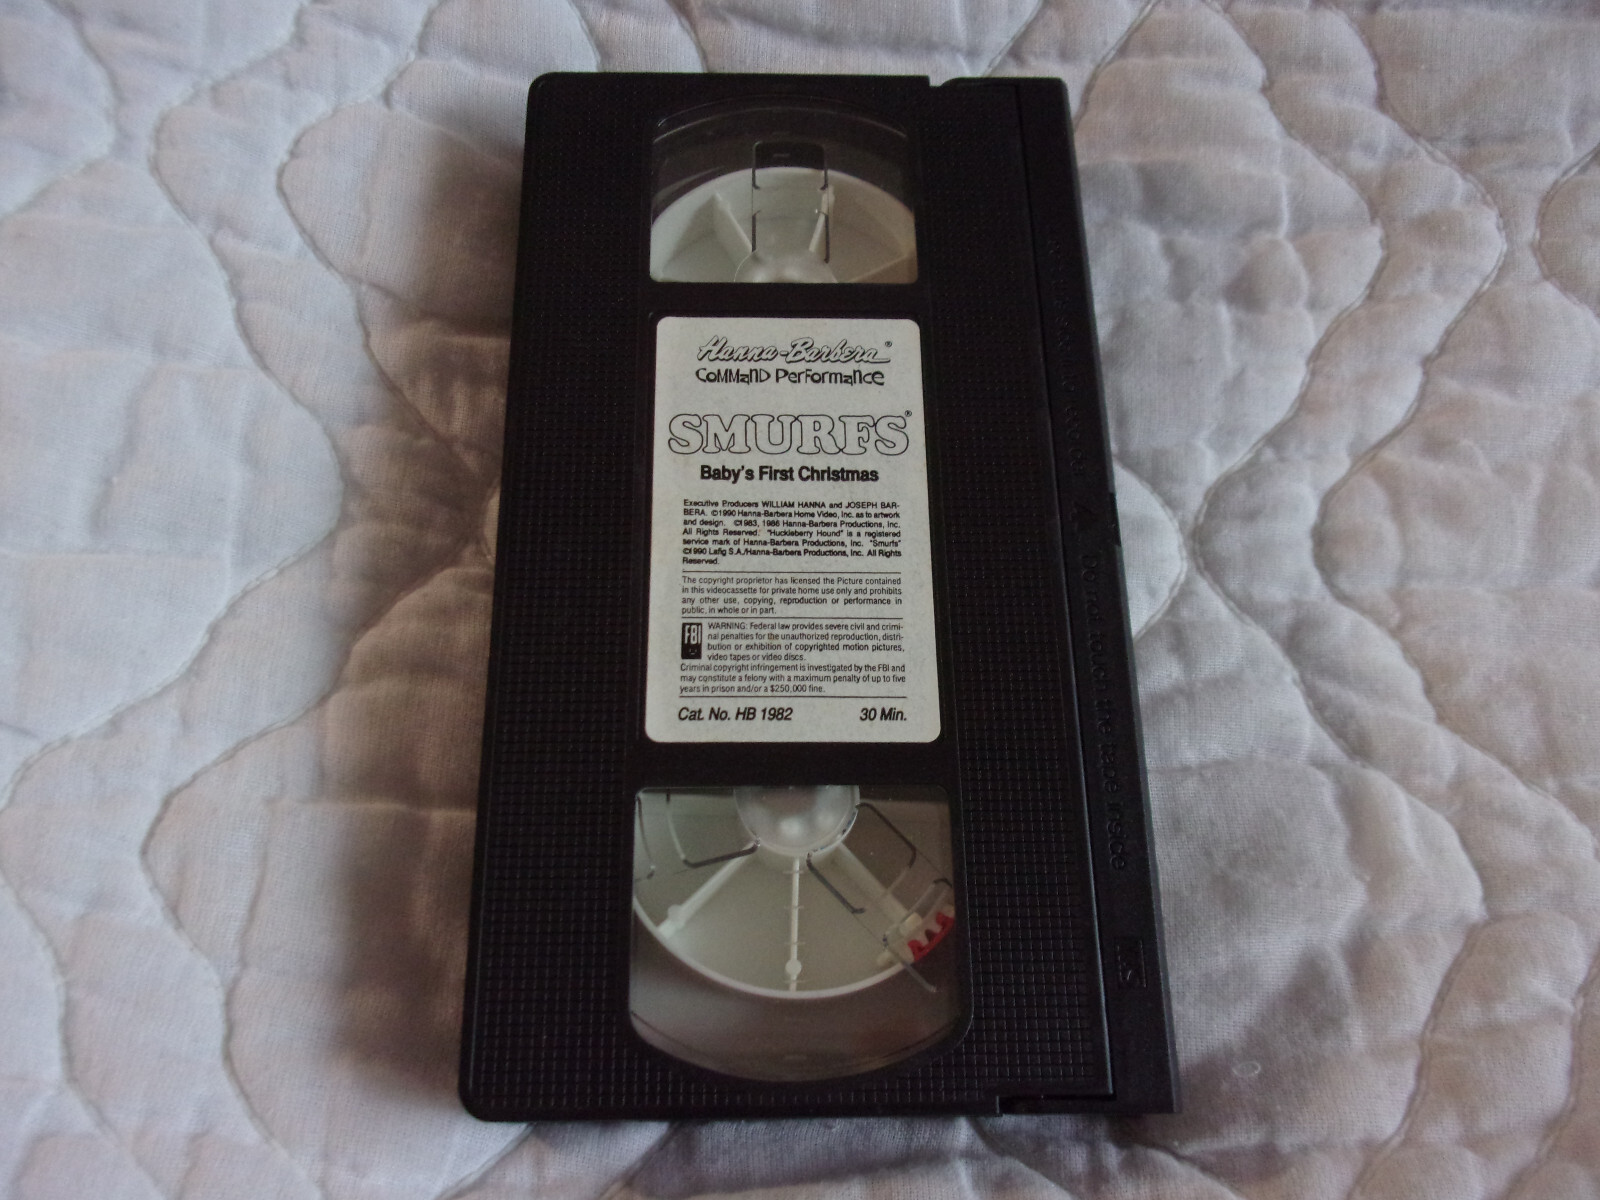 Hanna-Barbera®
Command Performance
SMURFS®
Baby's First Christmas
Executive Producers WILLIAM HANNA and JOSEPH BAR-
BERA. ©1990 Hanna-Barbera Home Video, Inc. as to artwork
and design. ©1983, 1986 Hanna-Barbera Productions, Inc.
All Rights Reserved. "Huckleberry Hound" is a registered
service mark of Hanna-Barbera Productions, Inc. "Smurfs"
©1990 Lafig S.A./Hanna-Barbera Productions, Inc. All Rights
Reserved.
The copyright proprietor has licensed the Picture contained
in this videocassette for private home use only and prohibits
any other use, copying, reproduction or performance in
public, in whole or in part.
FBI
WARNING: Federal law provides severe civil and crimi-
nal penalties for the unauthorized reproduction, distri-
bution or exhibition of copyrighted motion pictures,
video tapes or video discs.
Criminal copyright infringement is investigated by the FBI and
may constitute a felony with a maximum penalty of up to five
years in prison and/or a $250,000 fine.
Cat. No. HB 1982 30 Min.
Do not touch the tape inside